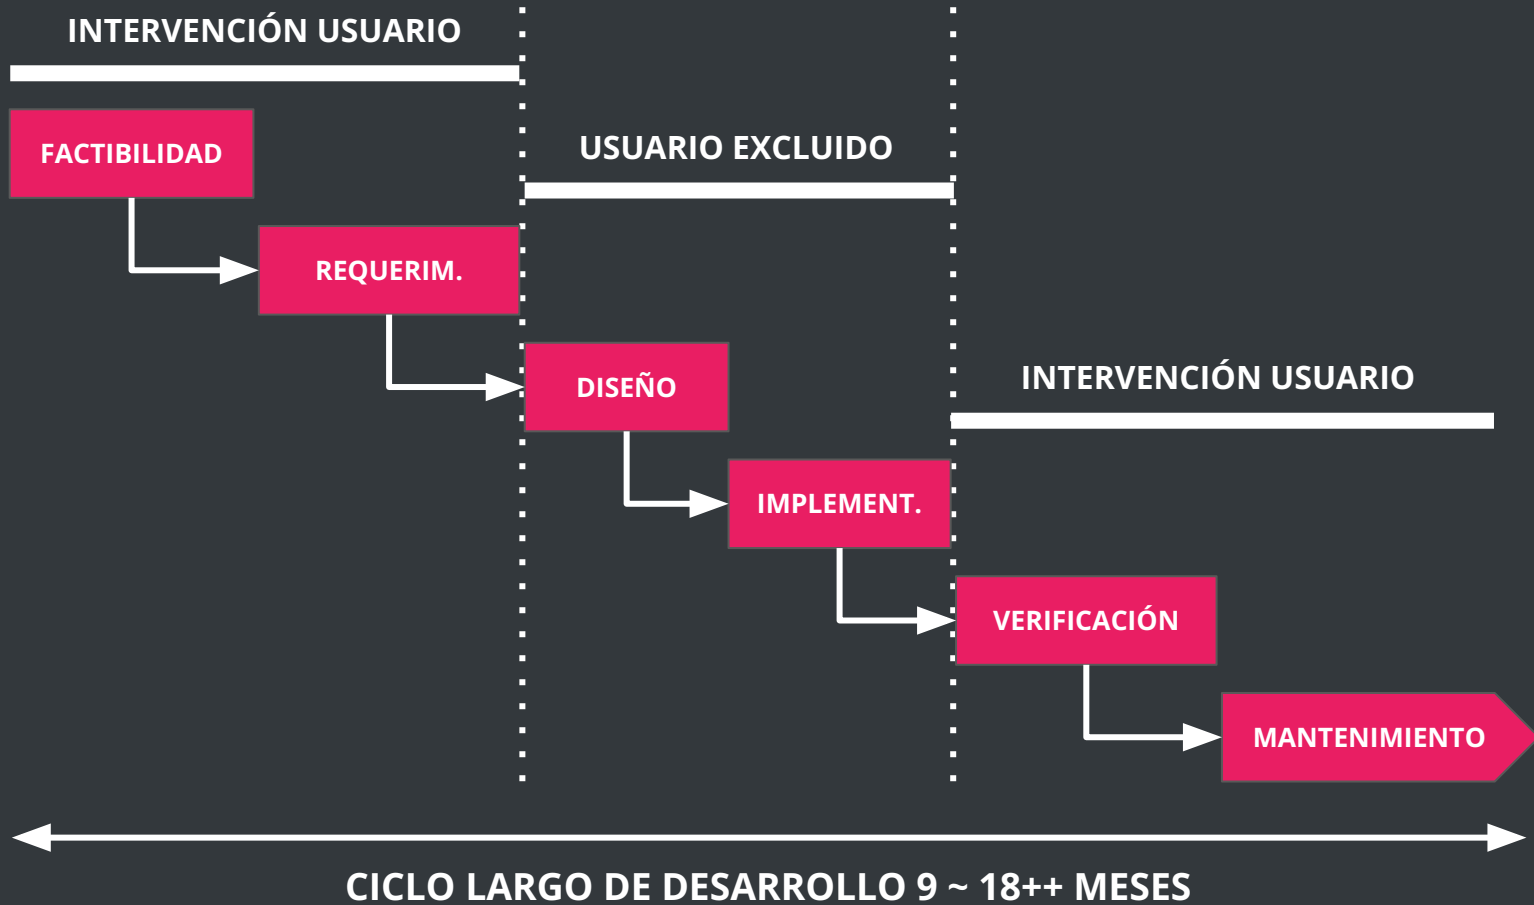 INTERVENCIÓN USUARIO
FACTIBILIDAD
USUARIO EXCLUIDO
REQUERIM.
DISEÑO
INTERVENCIÓN USUARIO
IMPLEMENT.
VERIFICACIÓN
MANTENIMIENTO
CICLO LARGO DE DESARROLLO 9 ~ 18++ MESES